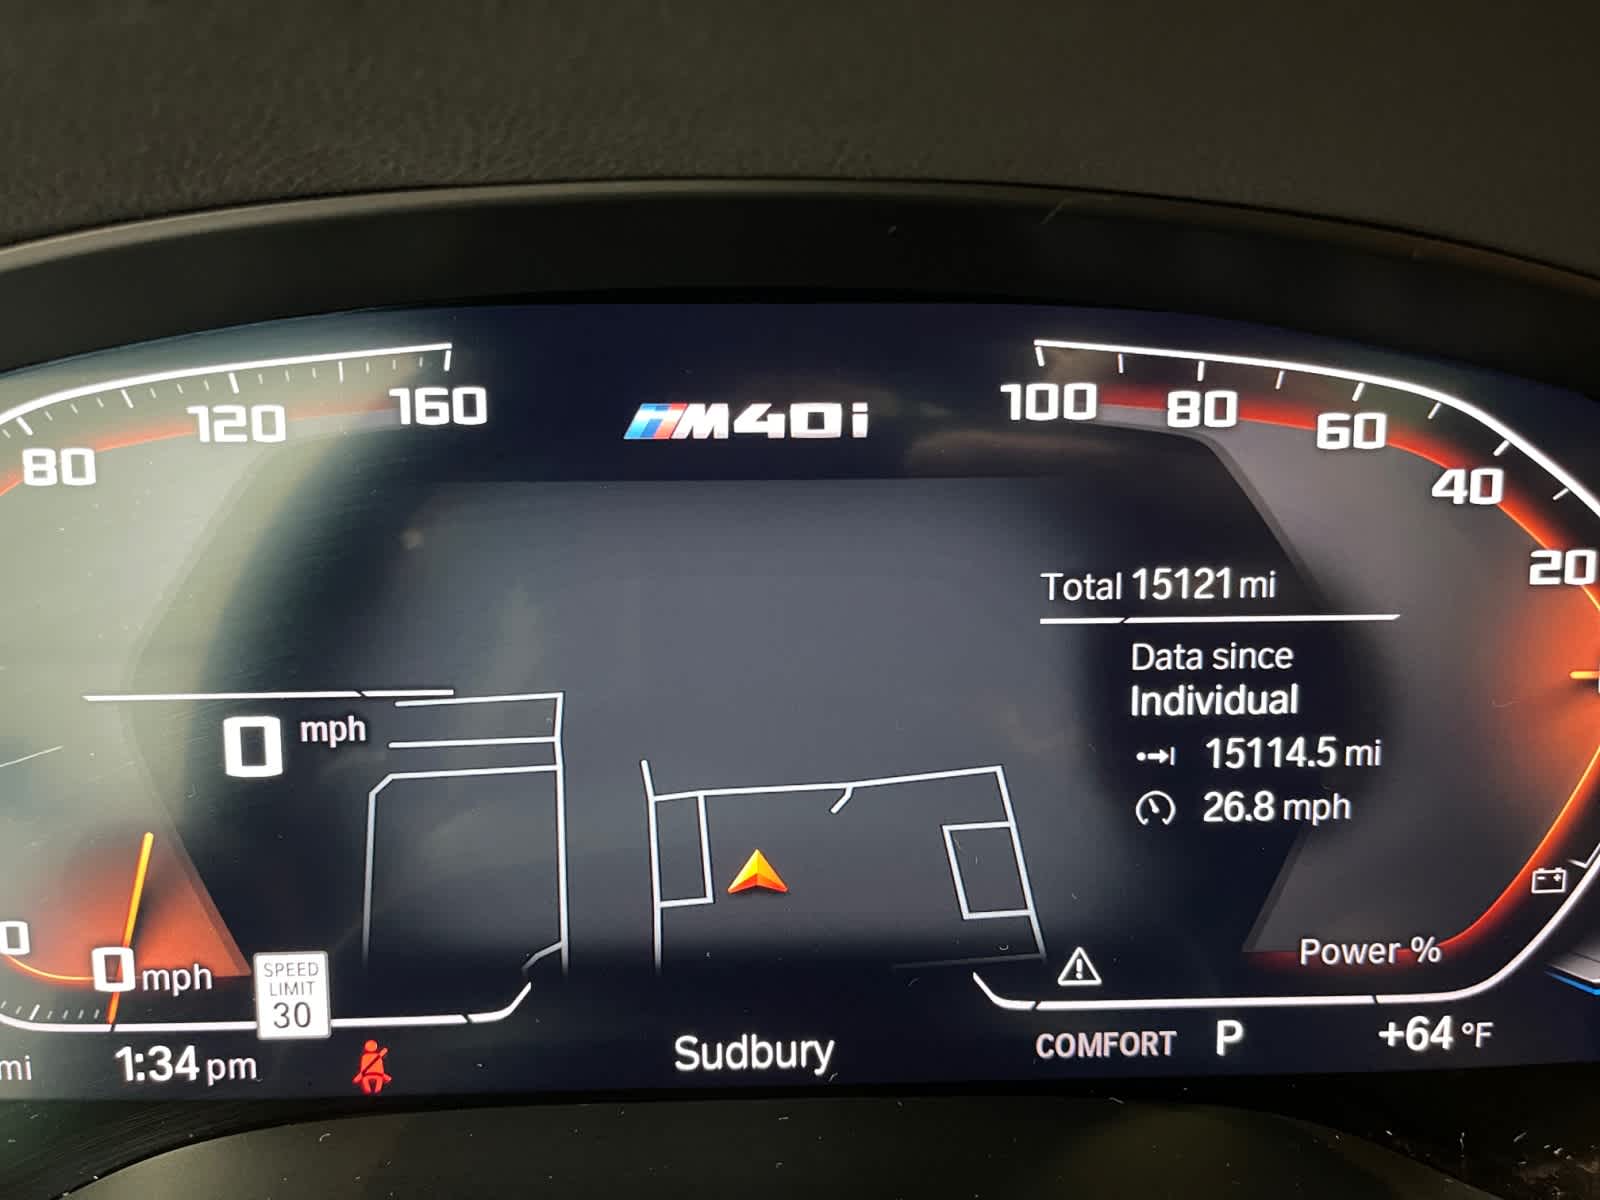 80
120
160
M40i
100
80
60
40
20
Total 15121 mi
Data since
Individual
15114.5 mi
26.8 mph
0 mph
0
0 mph
SPEED
LIMIT
30
Power %
mi
1:34 pm
Sudbury
COMFORT
P
+64 °F